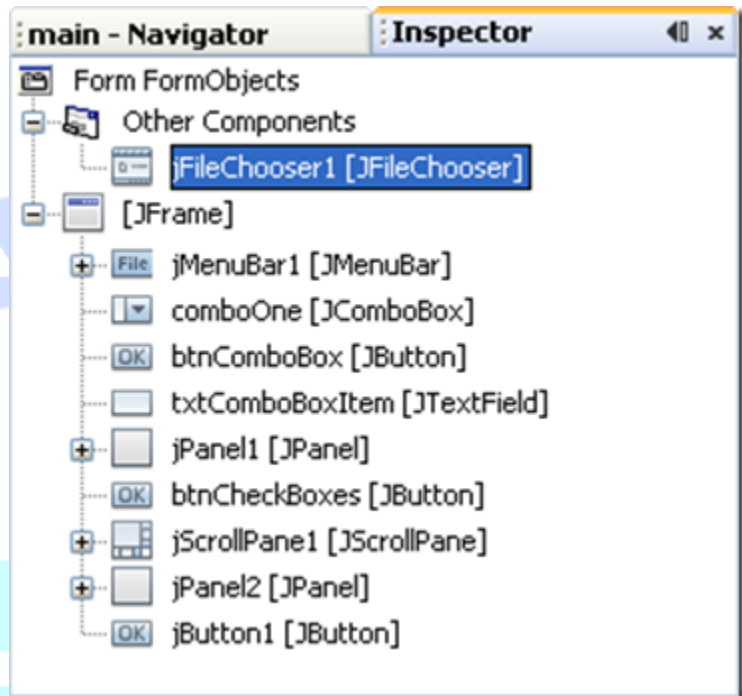 main - Navigator Inspector
Form FormObjects
Other Components
jFileChooser1 [JFileChooser]
[JFrame]
File jMenuBar1 [JMenuBar]
comboOne [JComboBox]
OK btnComboBox [JButton]
txtComboBoxItem [JTextField]
jPanel1 [JPanel]
OK btnCheckBoxes [JButton]
jScrollPane1 [JScrollPane]
jPanel2 [JPanel]
OK jButton1 [JButton]